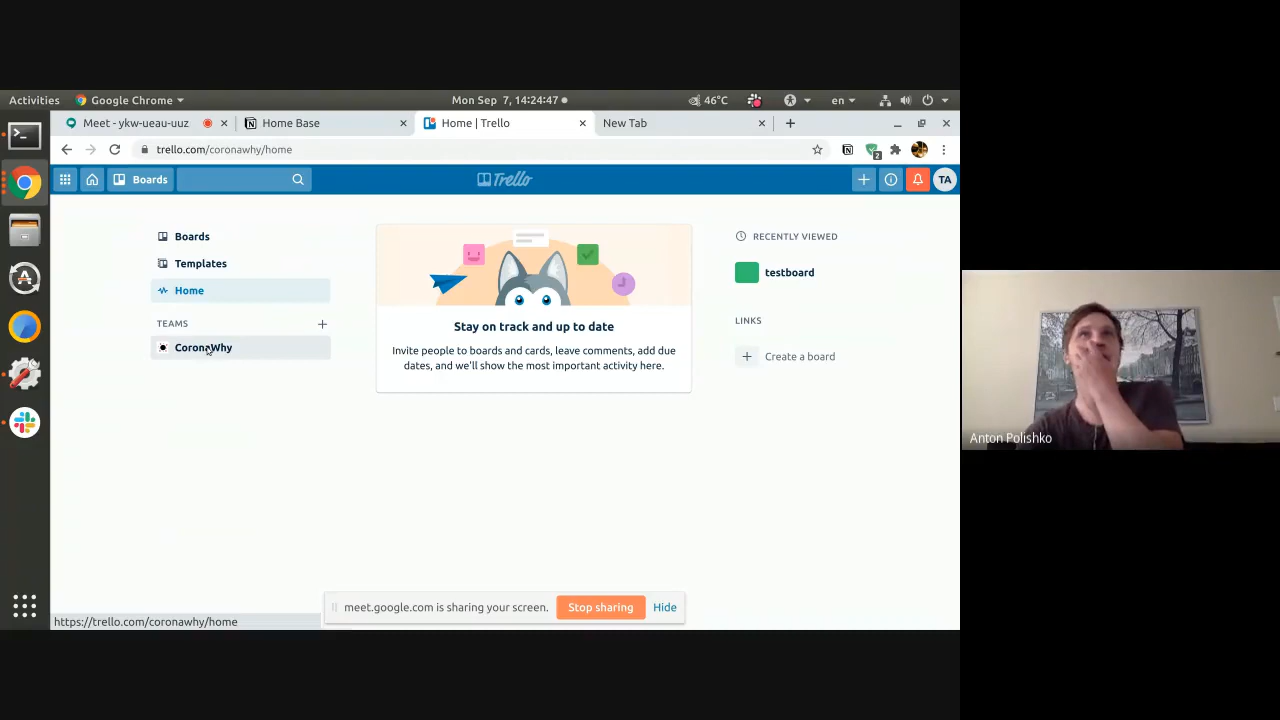 Activities
Google Chrome
Mon Sep 7, 14:24:47
46°C
en
Meet - ykw-ueau-uuz
Home Base
Home | Trello
New Tab
trello.com/coronawhy/home
2
Boards
Trello
TA
Boards
Templates
Home
TEAMS
CoronaWhy
Stay on track and up to date
Invite people to boards and cards, leave comments, add due
dates, and we'll show the most important activity here.
RECENTLY VIEWED
testboard
LINKS
Create a board
Anton Polishko
meet.google.com is sharing your screen.
Stop sharing
Hide
https://trello.com/coronawhy/home